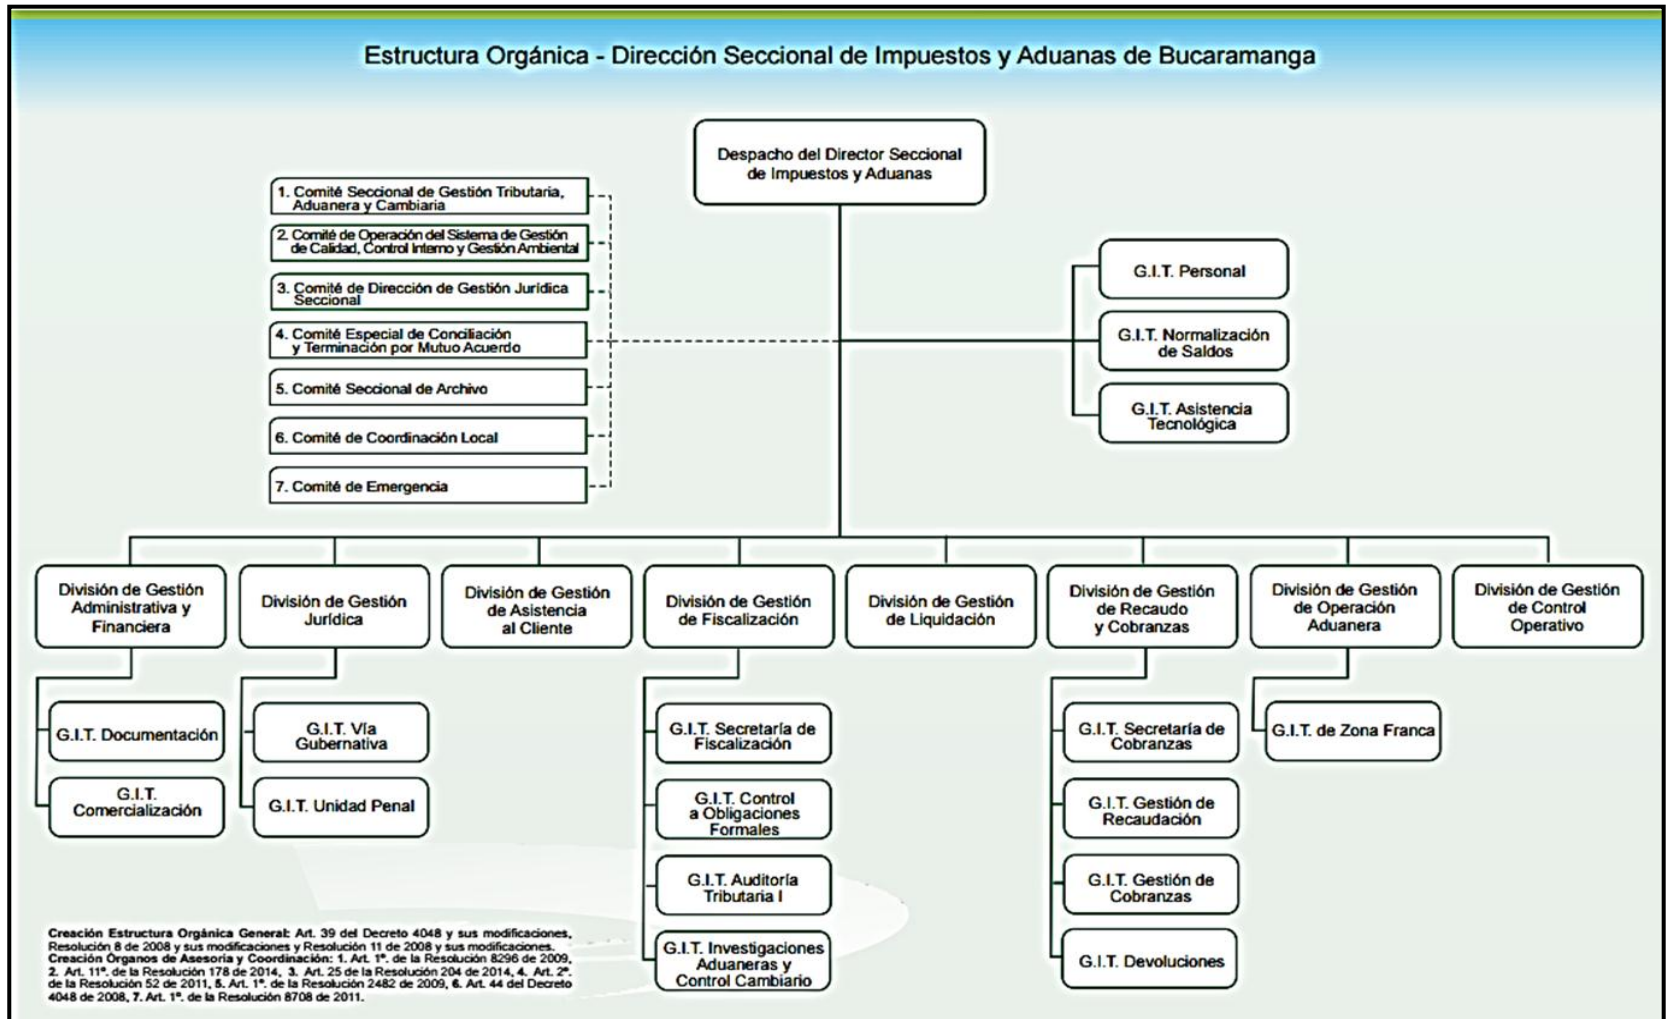 Estructura Orgánica - Dirección Seccional de Impuestos y Aduanas de Bucaramanga
Despacho del Director Seccional
de Impuestos y Aduanas
1. Comité Seccional de Gestión Tributaria,
Aduanera y Cambiaria
2. Comité de Operación del Sistema de Gestión
de Calidad, Control Interno y Gestión Ambiental
3. Comité de Dirección de Gestión Jurídica
Seccional
4. Comité Especial de Conciliación
y Terminación por Mutuo Acuerdo
5. Comité Seccional de Archivo
6. Comité de Coordinación Local
7. Comité de Emergencia
G.I.T. Personal
G.I.T. Normalización
de Saldos
G.I.T. Asistencia
Tecnológica
División de Gestión
Administrativa y
Financiera
División de Gestión
Jurídica
División de Gestión
de Asistencia
al Cliente
División de Gestión
de Fiscalización
División de Gestión
de Liquidación
División de Gestión
de Recaudo
y Cobranzas
División de Gestión
de Operación
Aduanera
División de Gestión
de Control
Operativo
G.I.T. Documentación
G.I.T.
Comercialización
G.I.T. Vía
Gubernativa
G.I.T. Unidad Penal
G.I.T. Secretaría de
Fiscalización
G.I.T. Control
a Obligaciones
Formales
G.I.T. Auditoría
Tributaria I
G.I.T. Investigaciones
Aduaneras y
Control Cambiario
G.I.T. Secretaría de
Cobranzas
G.I.T. Gestión de
Recaudación
G.I.T. Gestión de
Cobranzas
G.I.T. Devoluciones
G.I.T. de Zona Franca
Creación Estructura Orgánica General: Art. 39 del Decreto 4048 y sus modificaciones,
Resolución 8 de 2008 y sus modificaciones y Resolución 11 de 2008 y sus modificaciones.
Creación Órganos de Asesoría y Coordinación: 1. Art. 1º. de la Resolución 8296 de 2009,
2. Art. 11º. de la Resolución 178 de 2014, 3. Art. 25 de la Resolución 204 de 2014, 4. Art. 2º.
de la Resolución 52 de 2011, 5. Art. 1º. de la Resolución 2482 de 2009, 6. Art. 44 del Decreto
4048 de 2008, 7. Art. 1º. de la Resolución 8708 de 2011.